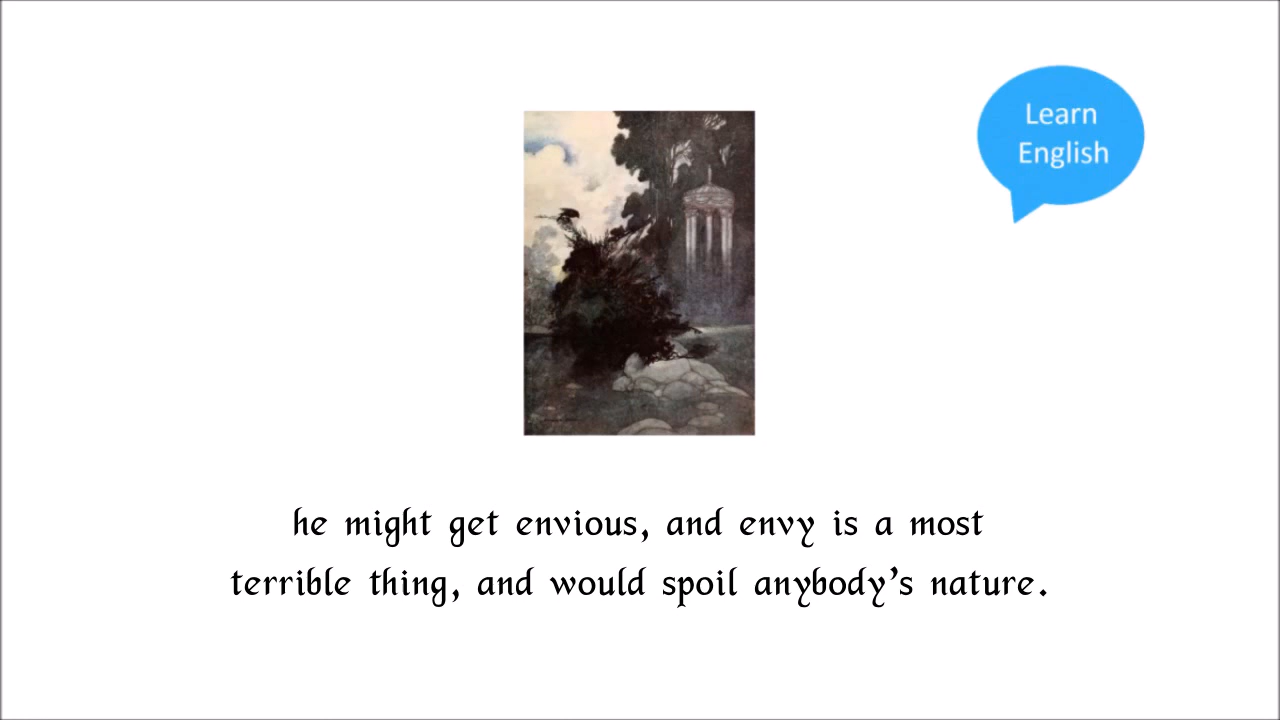 Learn
English
he might get envious, and envy is a most
terrible thing, and would spoil anybody's nature.